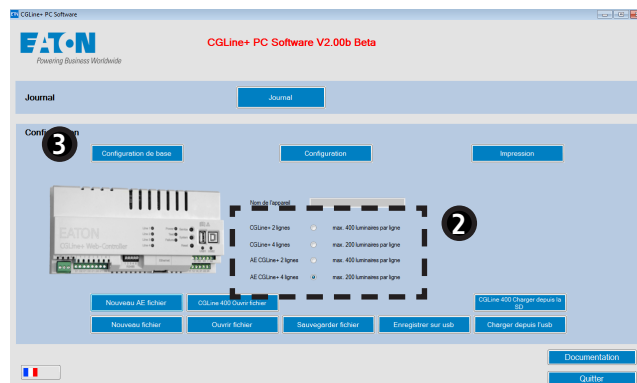 CGLine+ PC Software
EATON
Powering Business Worldwide
CGLine+ PC Software V2.00b Beta
Journal
Journal
Configuration
3
Configuration de base
Configuration
Impression
Nom de l'appareil
2
CGLine+ 2 lignes max. 400 luminaires par ligne
CGLine+ 4 lignes max. 200 luminaires par ligne
AE CGLine+ 2 lignes max. 400 luminaires par ligne
AE CGLine+ 4 lignes max. 200 luminaires par ligne
EATON
CGLine+ Web-Controller
Nouveau AE fichier
CGLine 400 Ouvrir fichier
CGLine 400 Charger depuis la
SD
Nouveau fichier
Ouvrir fichier
Sauvegarder fichier
Enregistrer sur usb
Charger depuis l'usb
Documentation
Quitter